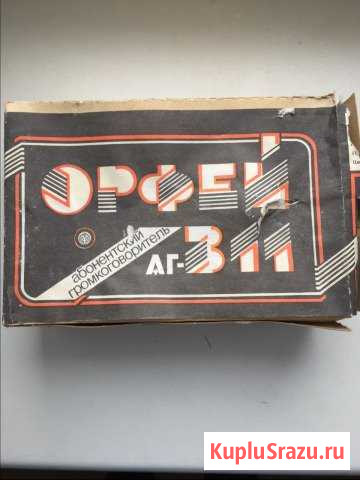 ОРФЕЙ
абонентский
громкоговоритель
АГ-311
KupluSrazu.ru